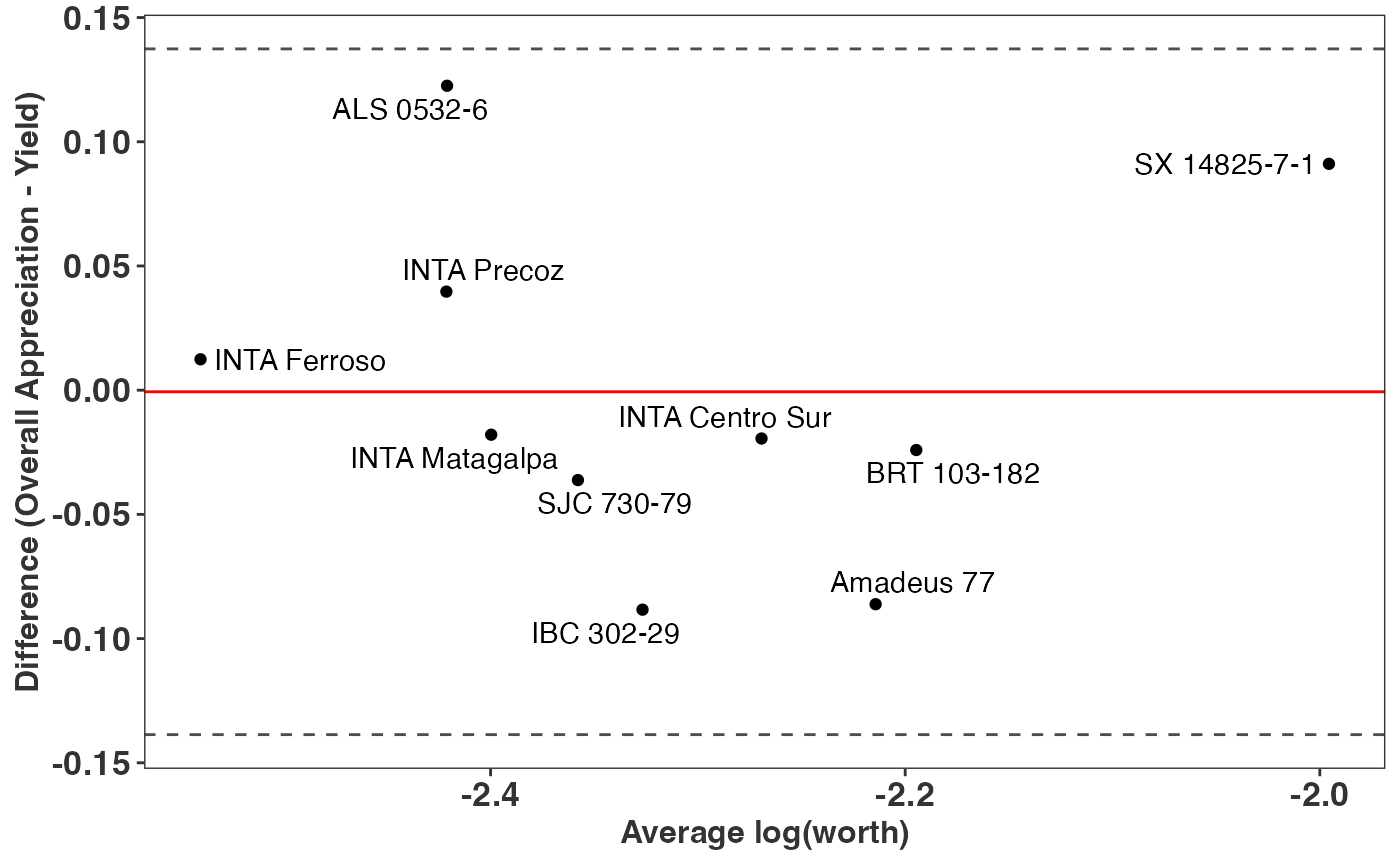 0.15
0.10
0.05
0.00
-0.05
-0.10
-0.15
Difference (Overall Appreciation - Yield)
ALS 0532-6
SX 14825-7-1
INTA Precoz
INTA Ferroso
INTA Centro Sur
INTA Matagalpa
BRT 103-182
SJC 730-79
Amadeus 77
IBC 302-29
-2.4
-2.2
-2.0
Average log(worth)